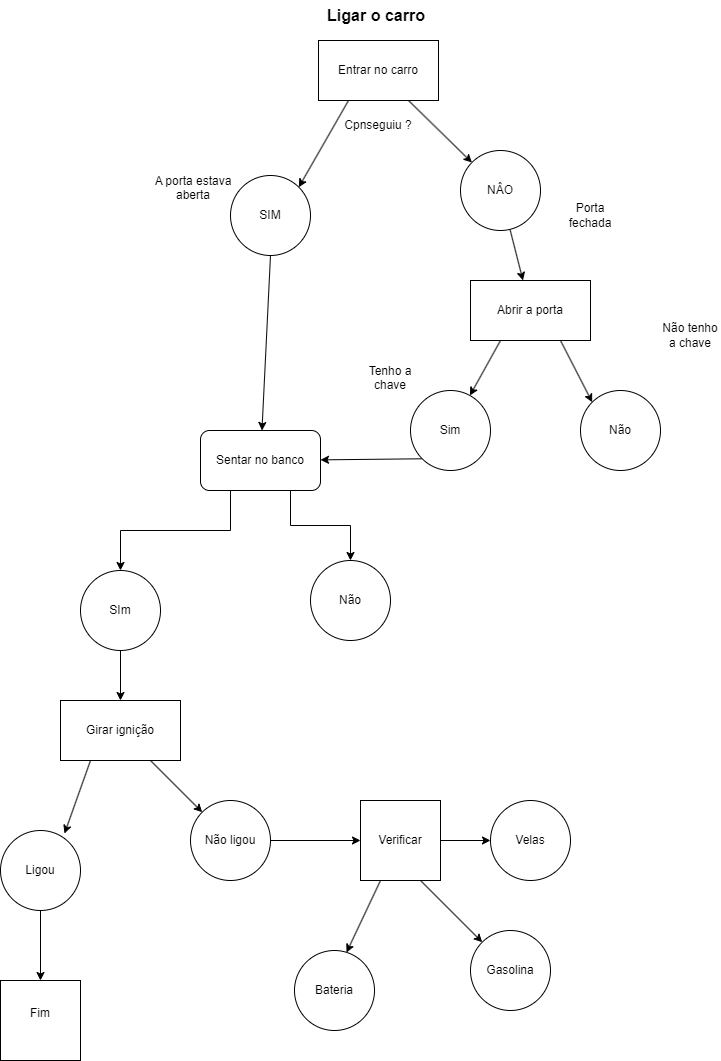 Ligar o carro
Entrar no carro
Cpnseguiu ?
A porta estava
aberta
SIM
NÂO
Porta
fechada
Abrir a porta
Não tenho
a chave
Tenho a
chave
Sim
Não
Sentar no banco
SIm
Não
Girar ignição
Ligou
Não ligou
Verificar
Velas
Bateria
Gasolina
Fim